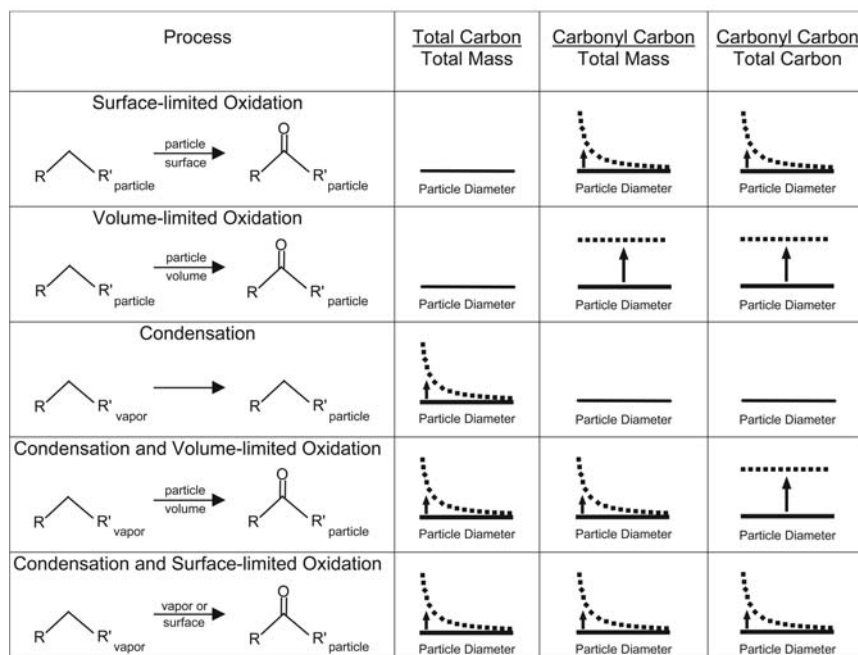 Process
Total Carbon
Total Mass
Carbonyl Carbon
Total Mass
Carbonyl Carbon
Total Carbon
Surface-limited Oxidation
R R' particle
particle
surface
O
R R' particle
Particle Diameter
Particle Diameter
Particle Diameter
Volume-limited Oxidation
R R' particle
particle
volume
O
R R' particle
Particle Diameter
Particle Diameter
Particle Diameter
Condensation
R R' vapor
R R' particle
Particle Diameter
Particle Diameter
Particle Diameter
Condensation and Volume-limited Oxidation
R R' vapor
particle
volume
O
R R' particle
Particle Diameter
Particle Diameter
Particle Diameter
Condensation and Surface-limited Oxidation
R R' vapor
vapor or
surface
O
R R' particle
Particle Diameter
Particle Diameter
Particle Diameter